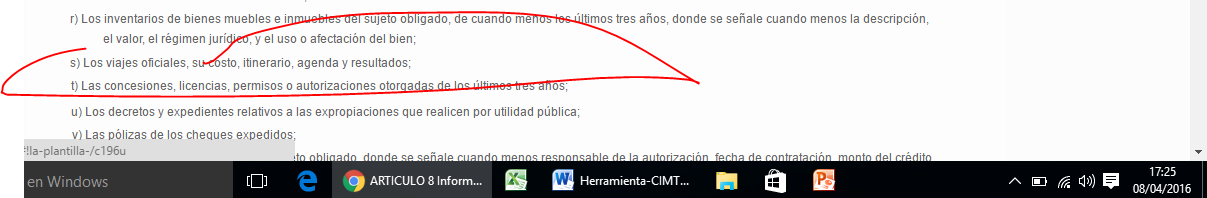 r) Los inventarios de bienes muebles e inmuebles del sujeto obligado, de cuando menos los últimos tres años, donde se señale cuando menos la descripción,
el valor, el régimen jurídico, y el uso o afectación del bien;
s) Los viajes oficiales, su costo, itinerario, agenda y resultados;
t) Las concesiones, licencias, permisos o autorizaciones otorgadas de los últimos tres años;
u) Los decretos y expedientes relativos a las expropiaciones que realicen por utilidad pública;
v) Las pólizas de los cheques expedidos;
!la-plantilla-/c196u
obligado, donde se señale cuando menos responsable de la autorización, fecha de contratación, monto del crédito
en Windows
ARTICULO 8 Inform...
Herramienta-CIMT...
17:25
08/04/2016